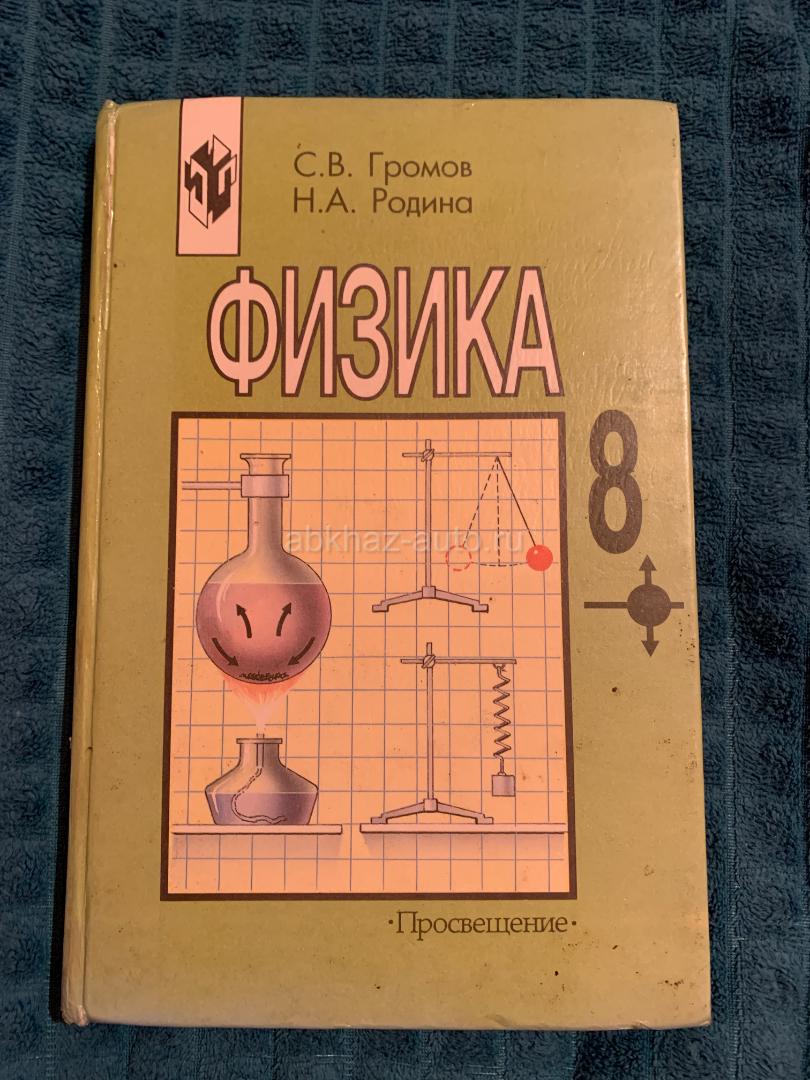 С.В. Громов
Н.А. Родина
ФИЗИКА
8
abkhaz-auto.ru
·Просвещение·